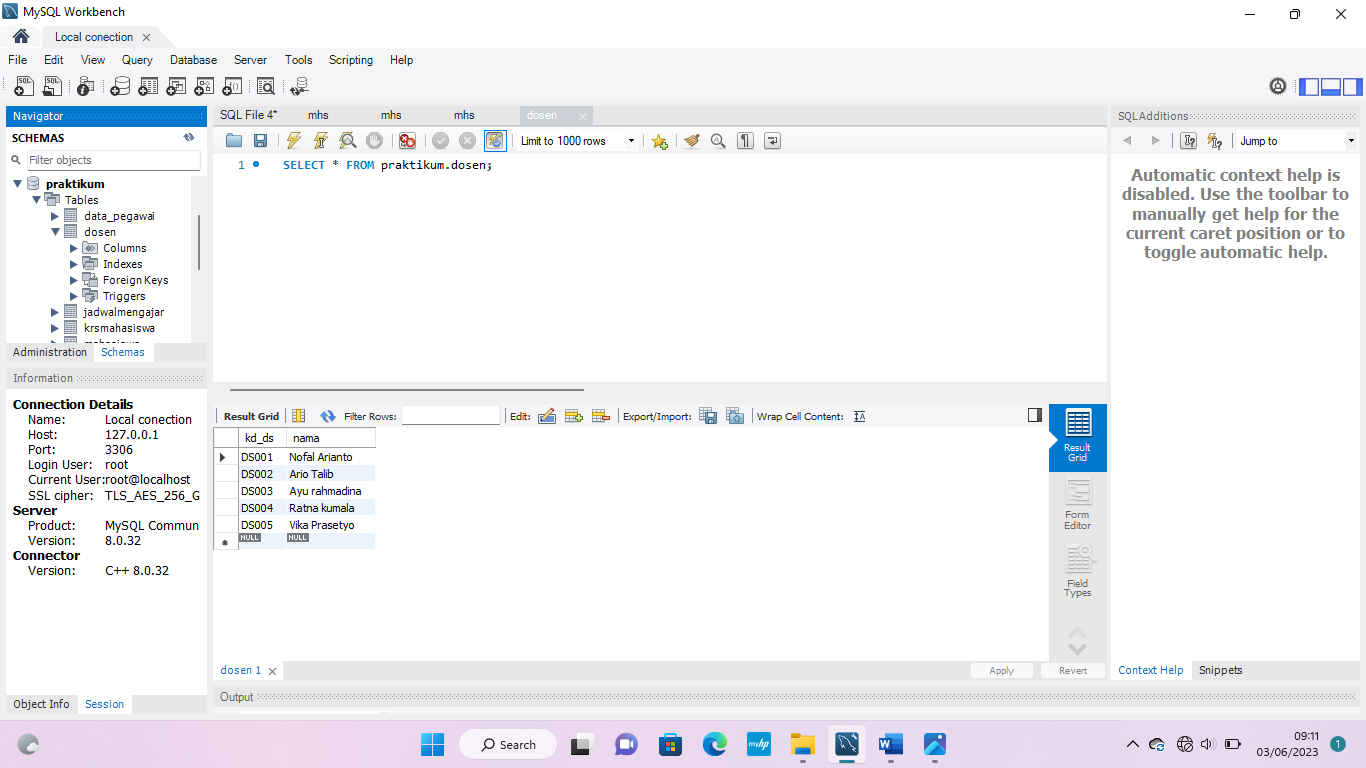 MySQL Workbench
Local conection
File Edit View Query Database Server Tools Scripting Help
Navigator
SCHEMAS
Filter objects
praktikum
Tables
data_pegawai
dosen
Columns
Indexes
Foreign Keys
Triggers
jadwalmengajar
krsmahasiswa
Administration Schemas
Information
Connection Details
Name: Local conection
Host: 127.0.0.1
Port: 3306
Login User: root
Current User:root@localhost
SSL cipher: TLS_AES_256_G
Server
Product: MySQL Commun
Version: 8.0.32
Connector
Version: C++ 8.0.32
Object Info Session
SQL File 4* mhs mhs mhs dosen
Limit to 1000 rows
1 SELECT * FROM praktikum.dosen;
Result Grid Filter Rows: Edit: Export/Import: Wrap Cell Content:
kd_ds nama
DS001 Nofal Arianto
DS002 Ario Talib
DS003 Ayu rahmadina
DS004 Ratna kumala
DS005 Vika Prasetyo
NULL NULL
Result
Grid
Form
Editor
Field
Types
dosen 1
Apply Revert
Output
SQLAdditions
Jump to
Automatic context help is
disabled. Use the toolbar to
manually get help for the
current caret position or to
toggle automatic help.
Context Help Snippets
Search
09:11
03/06/2023
1